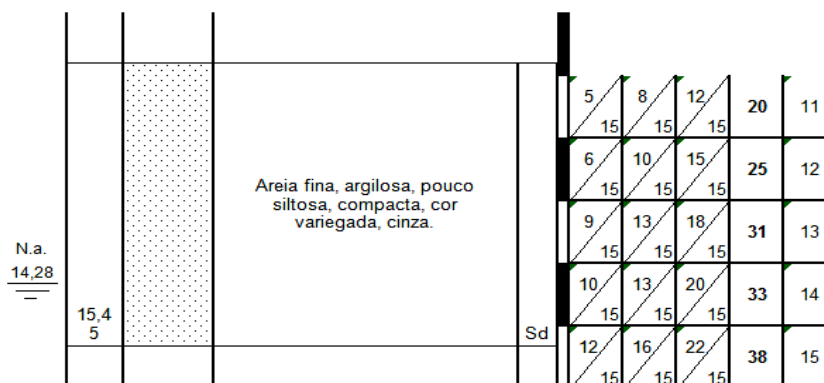 5/15 8/15 12/15 20 11
6/15 10/15 15/15 25 12
Areia fina, argilosa, pouco
siltosa, compacta, cor
variegada, cinza.
9/15 13/15 18/15 31 13
N.a.
14,28
10/15 13/15 20/15 33 14
15,4
5
Sd
12/15 16/15 22/15 38 15